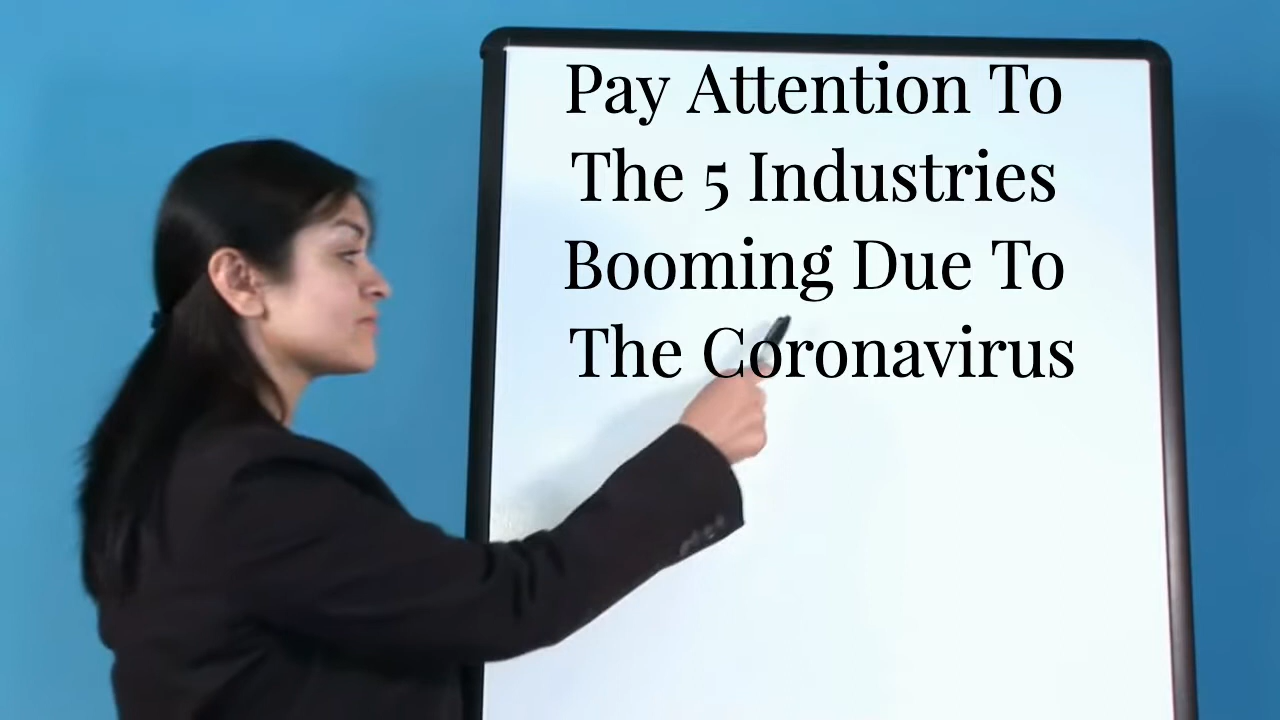 Pay Attention To
The 5 Industries
Booming Due To
The Coronavirus